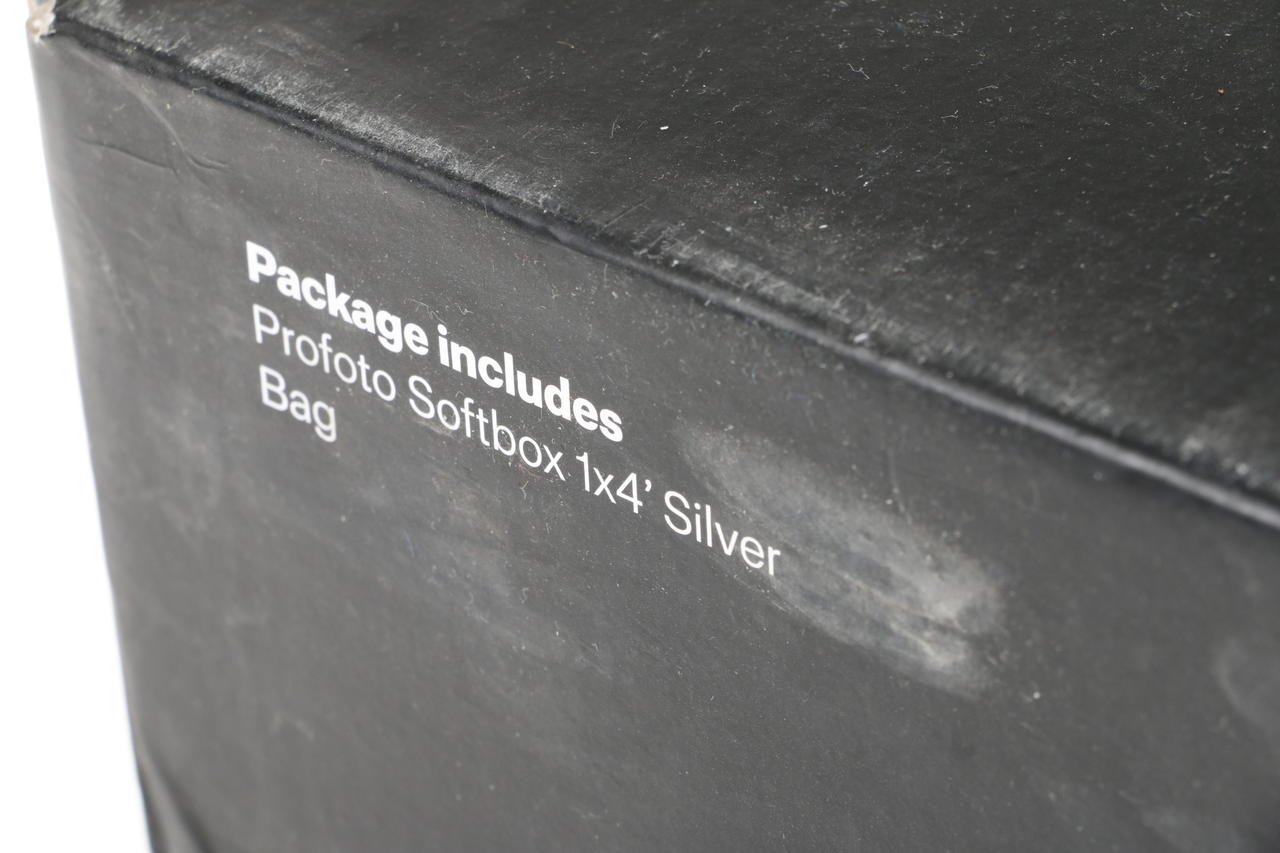 Package includes
Profoto Softbox 1x4’ Silver
Bag